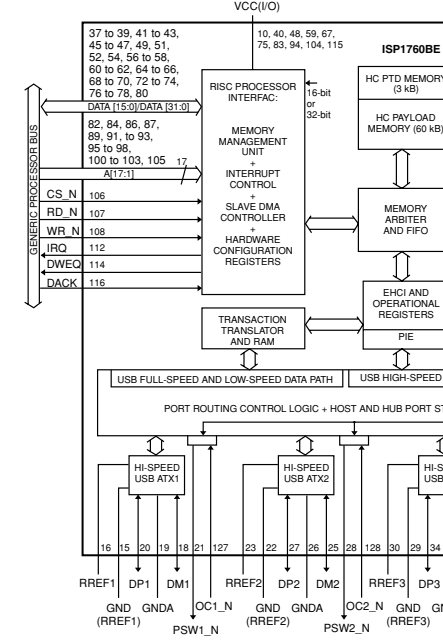 VCC(I/O)
37 to 39, 41 to 43,
45 to 47, 49, 51,
52, 54, 56 to 58,
60 to 62, 64 to 66,
68 to 70, 72 to 74,
76 to 78, 80
DATA [15:0]/DATA [31:0]
82, 84, 86, 87,
89, 91, to 93,
95 to 98,
100 to 103, 105
17
A[17:1]
10, 40, 48, 59, 67,
75, 83, 94, 104, 115
ISP1760BE
GENERIC PROCESSOR BUS
CS_N 106
RD_N 107
WR_N 108
IRQ 112
DWEQ 114
DACK 116
RISC PROCESSOR
INTERFAC:
MEMORY
MANAGEMENT
UNIT
+
INTERRUPT
CONTROL
+
SLAVE DMA
CONTROLLER
+
HARDWARE
CONFIGURATION
REGISTERS
16-bit
or
32-bit
HC PTD MEMORY
(3 kB)
HC PAYLOAD
MEMORY (60 kB)
MEMORY
ARBITER
AND FIFO
EHCI AND
OPERATIONAL
REGISTERS
PIE
TRANSACTION
TRANSLATOR
AND RAM
USB FULL-SPEED AND LOW-SPEED DATA PATH
USB HIGH-SPEED
PORT ROUTING CONTROL LOGIC + HOST AND HUB PORT ST
HI-SPEED
USB ATX1
HI-SPEED
USB ATX2
HI-S
USB
16 15 20 19 18 21 127 23 22 27 26 25 28 128 30 29 34
RREF1 DP1 DM1 RREF2 DP2 DM2 RREF3 DP3
GND
(RREF1)
GNDA
OC1_N
GND
(RREF2)
GNDA
OC2_N
GND
(RREF3)
GN
PSW1_N
PSW2_N